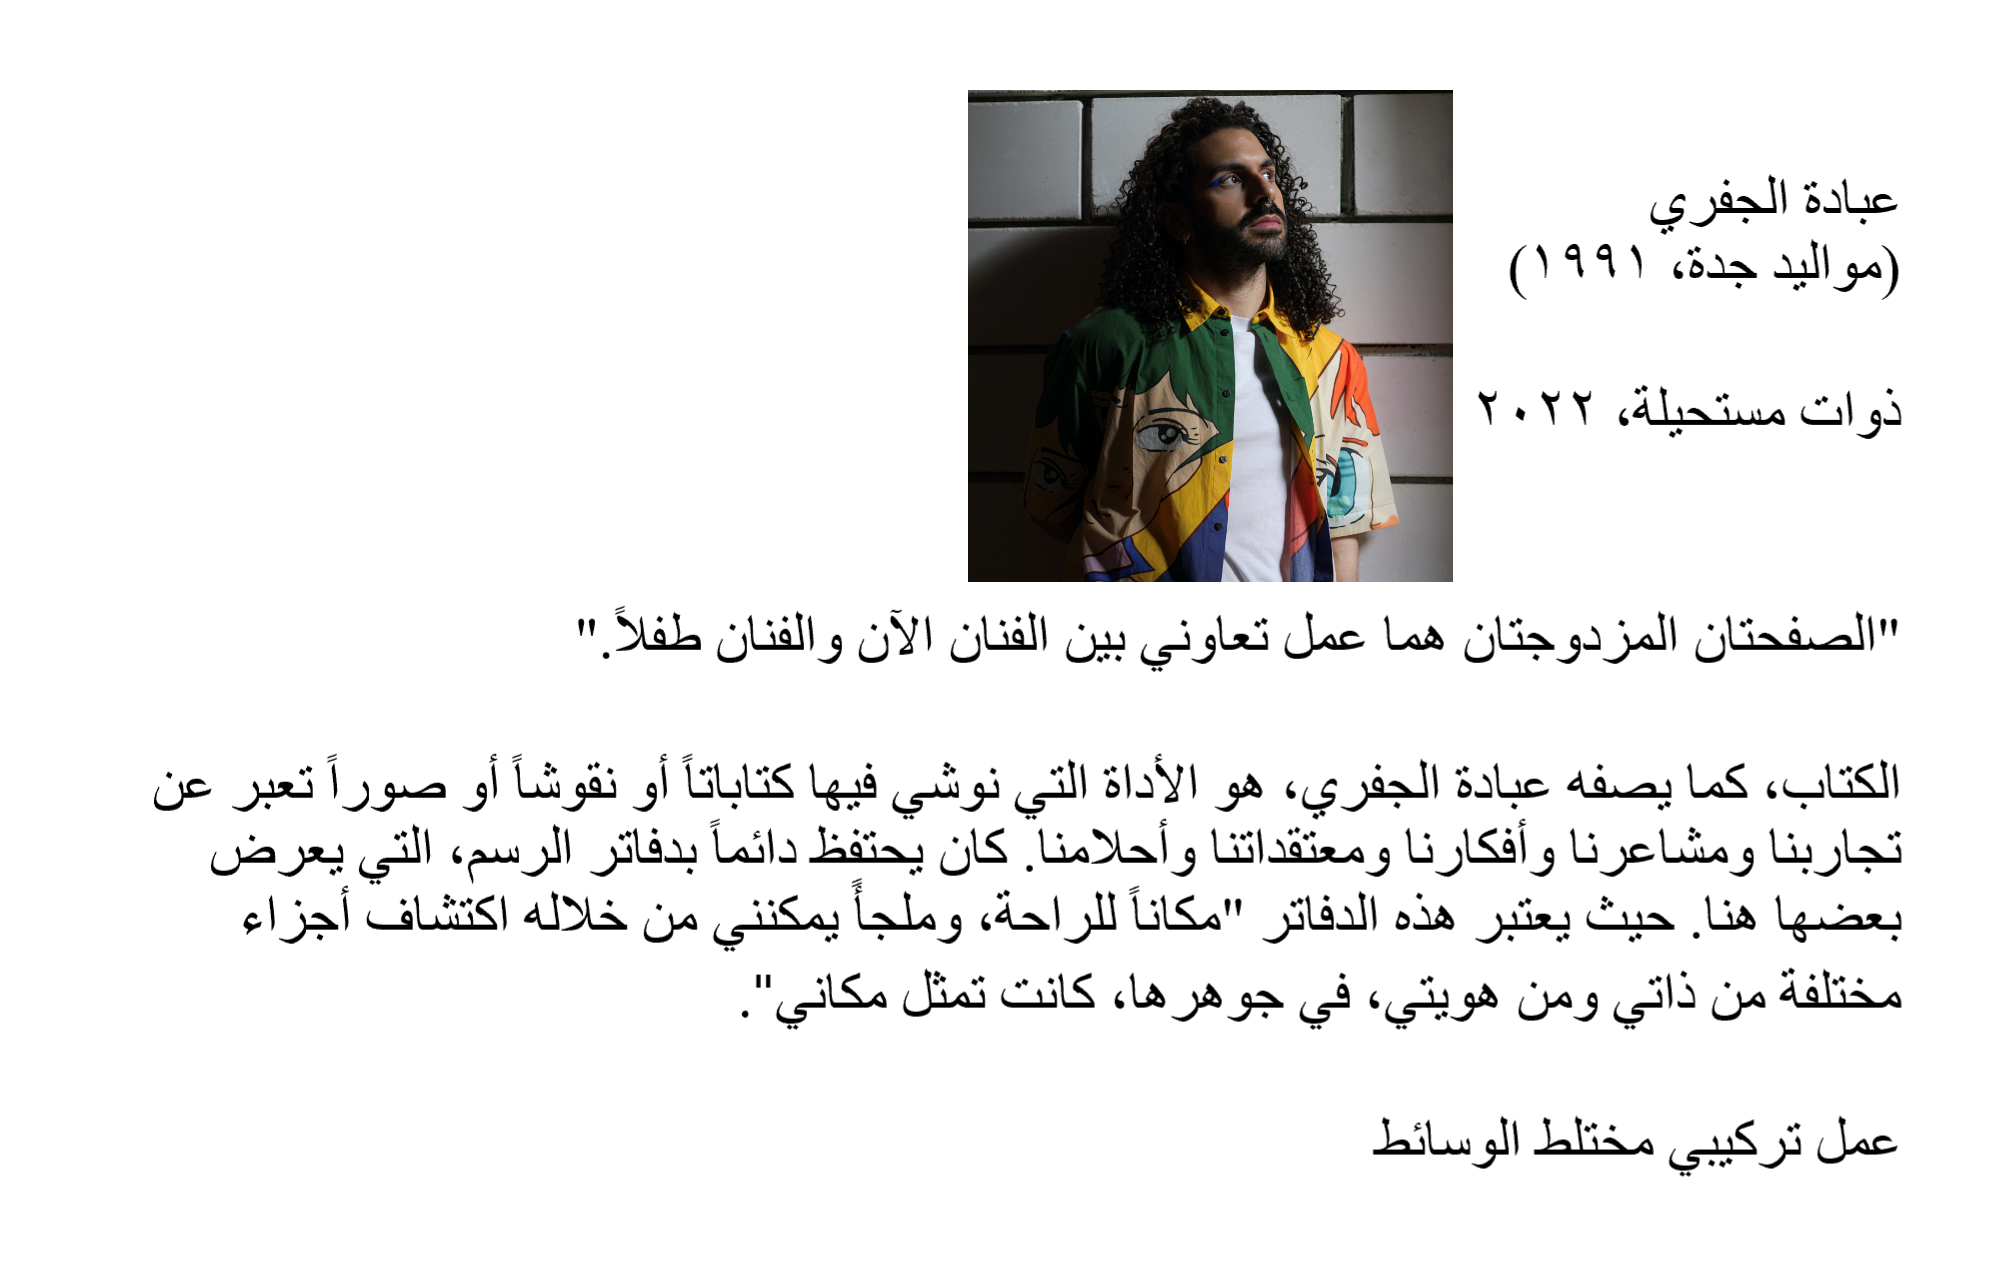 عبادة الجفري
(مواليد جدة، ١٩٩١)
ذوات مستحيلة، ٢٠٢٢
"الصفحتان المزدوجتان هما عمل تعاوني بين الفنان الآن والفنان طفلاً."
الكتاب، كما يصفه عبادة الجفري، هو الأداة التي نوشي فيها كتاباتاً أو نقوشاً أو صوراً تعبر عن
تجاربنا ومشاعرنا وأفكارنا ومعتقداتنا وأحلامنا. كان يحتفظ دائماً بدفاتر الرسم، التي يعرض
بعضها هنا. حيث يعتبر هذه الدفاتر "مكاناً للراحة، وملجأً يمكنني من خلاله اكتشاف أجزاء
مختلفة من ذاتي ومن هويتي، في جوهرها، كانت تمثل مكاني".
عمل تركيبي مختلط الوسائط